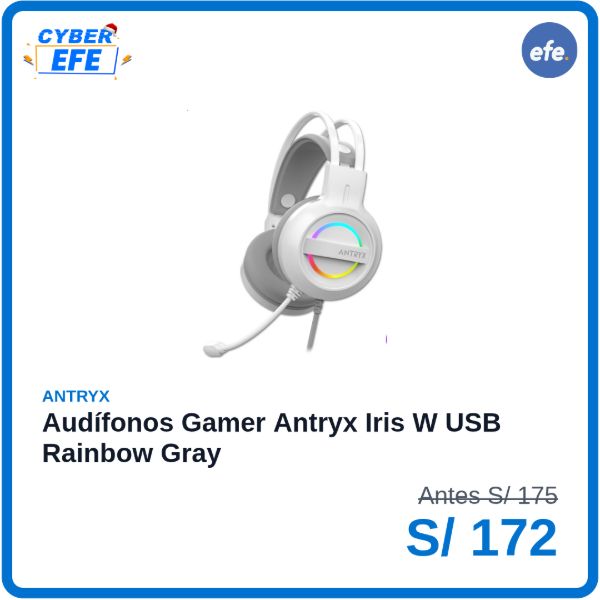 CYBER
EFE
efe.
ANTRYX
ANTRYX
Audífonos Gamer Antryx Iris W USB
Rainbow Gray
Antes S/ 175
S/ 172